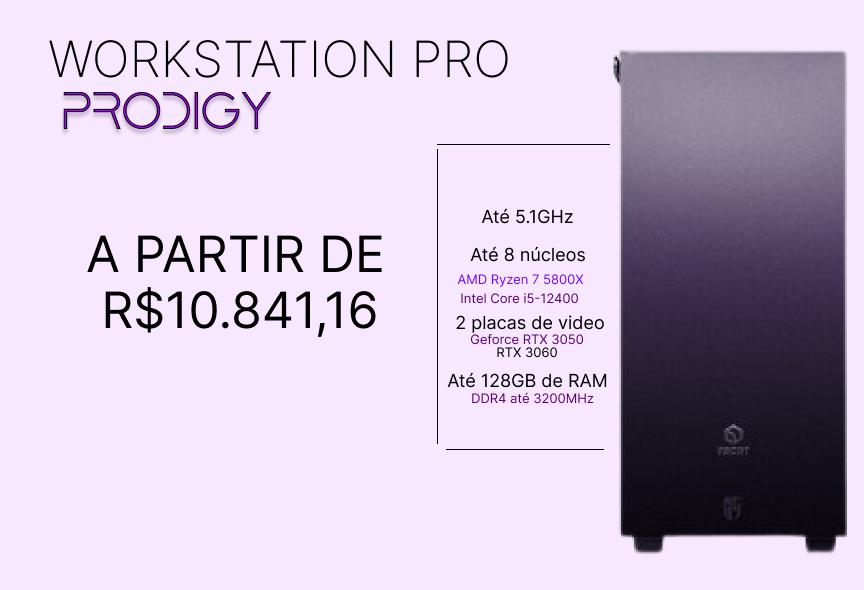 WORKSTATION PRO
PRODIGY
A PARTIR DE
R$10.841,16
Até 5.1GHz
Até 8 núcleos
AMD Ryzen 7 5800X
Intel Core i5-12400
2 placas de video
Geforce RTX 3050
RTX 3060
Até 128GB de RAM
DDR4 até 3200MHz